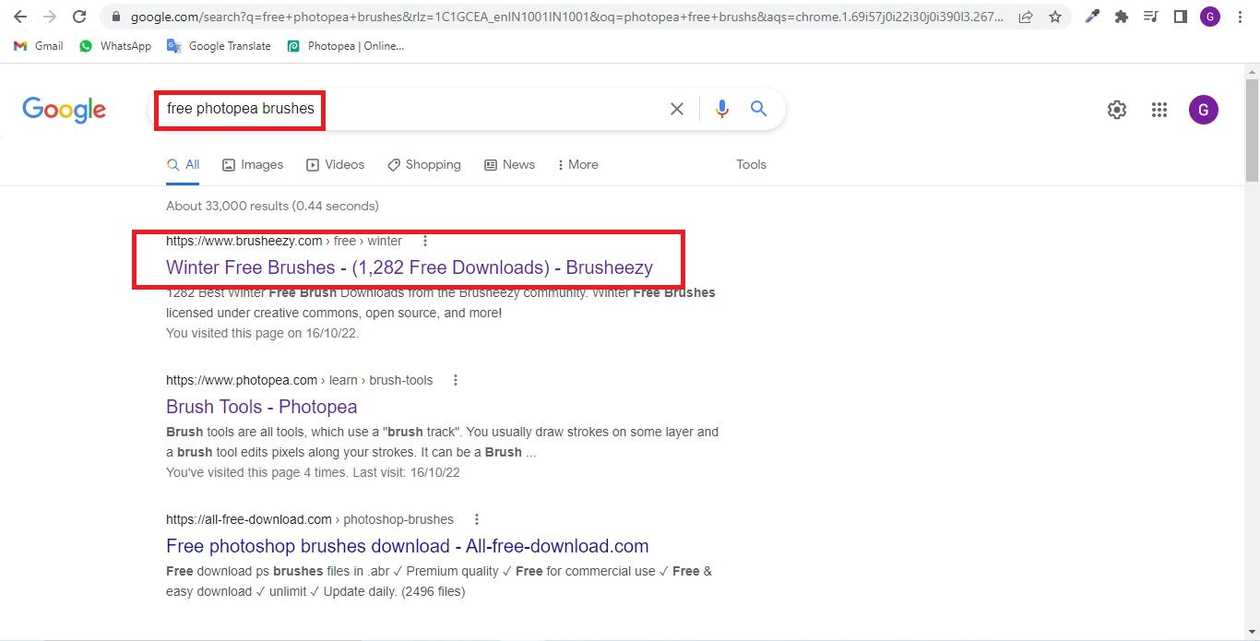 google.com/search?q=free+photopea+brushes&rlz=1C1GCEA_enIN1001IN1001&oq=photopea+free+brushs&aqs=chrome.1.69i57j0i22i30j0i390l3.267...
G
Gmail
WhatsApp
Google Translate
Photopea | Online...
Google
free photopea brushes
G
All
Images
Videos
Shopping
News
More
Tools
About 33,000 results (0.44 seconds)
https://www.brusheezy.com › free › winter
Winter Free Brushes - (1,282 Free Downloads) - Brusheezy
1282 Best Winter Free Brush Downloads from the Brusheezy community. Winter Free Brushes
licensed under creative commons, open source, and more!
You visited this page on 16/10/22.
https://www.photopea.com › learn › brush-tools
Brush Tools - Photopea
Brush tools are all tools, which use a "brush track". You usually draw strokes on some layer and
a brush tool edits pixels along your strokes. It can be a Brush ...
You've visited this page 4 times. Last visit: 16/10/22
https://all-free-download.com › photoshop-brushes
Free photoshop brushes download - All-free-download.com
Free download ps brushes files in .abr ✓ Premium quality ✓ Free for commercial use ✓ Free &
easy download ✓ unlimit ✓ Update daily. (2496 files)